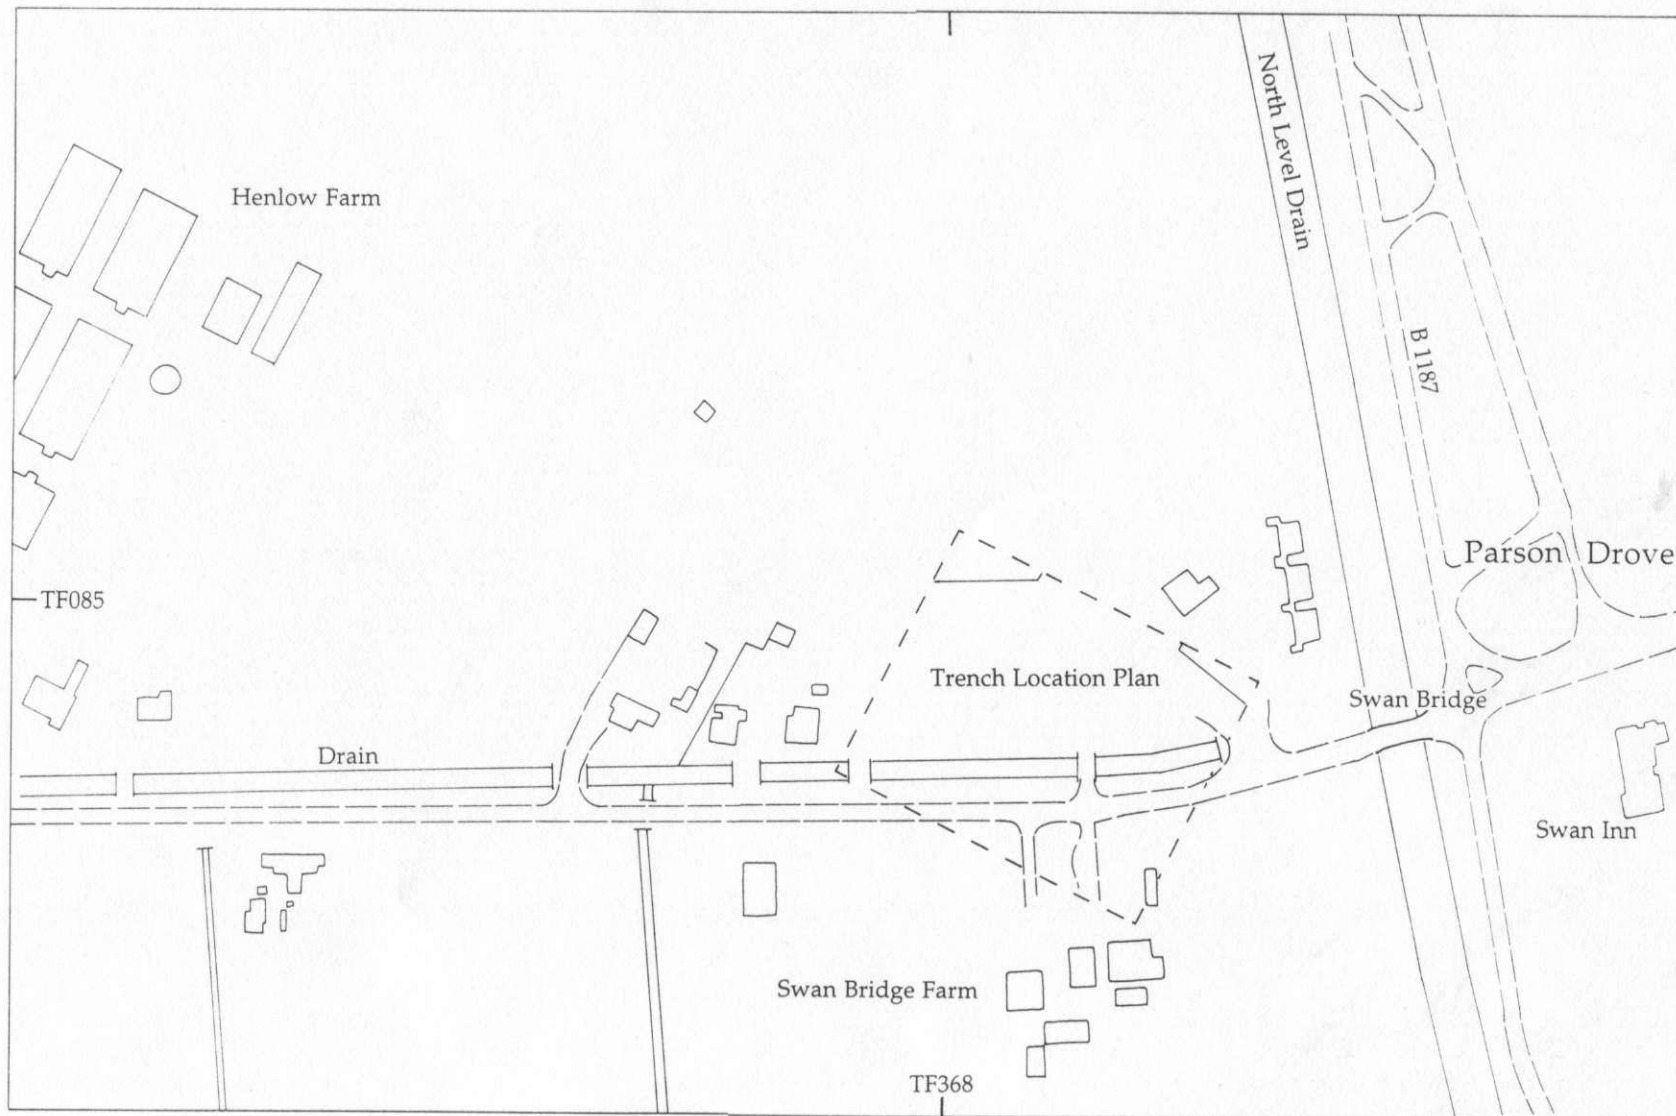 North Level Drain
Henlow Farm
B 1187
Parson Drove
TF085
Trench Location Plan
Swan Bridge
Drain
Swan Inn
Swan Bridge Farm
TF368